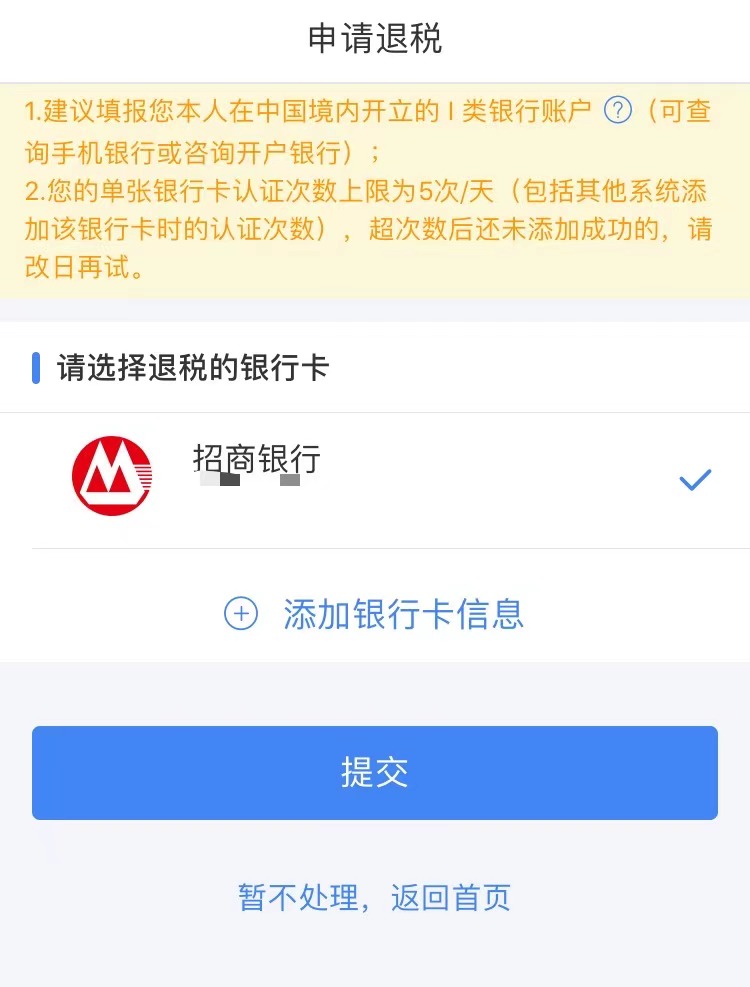 申请退税
1.建议填报您本人在中国境内开立的 I 类银行账户 ?（可查
询手机银行或咨询开户银行）；
2.您的单张银行卡认证次数上限为5次/天（包括其他系统添
加该银行卡时的认证次数），超次数后还未添加成功的，请
改日再试。
请选择退税的银行卡
招商银行
添加银行卡信息
提交
暂不处理，返回首页